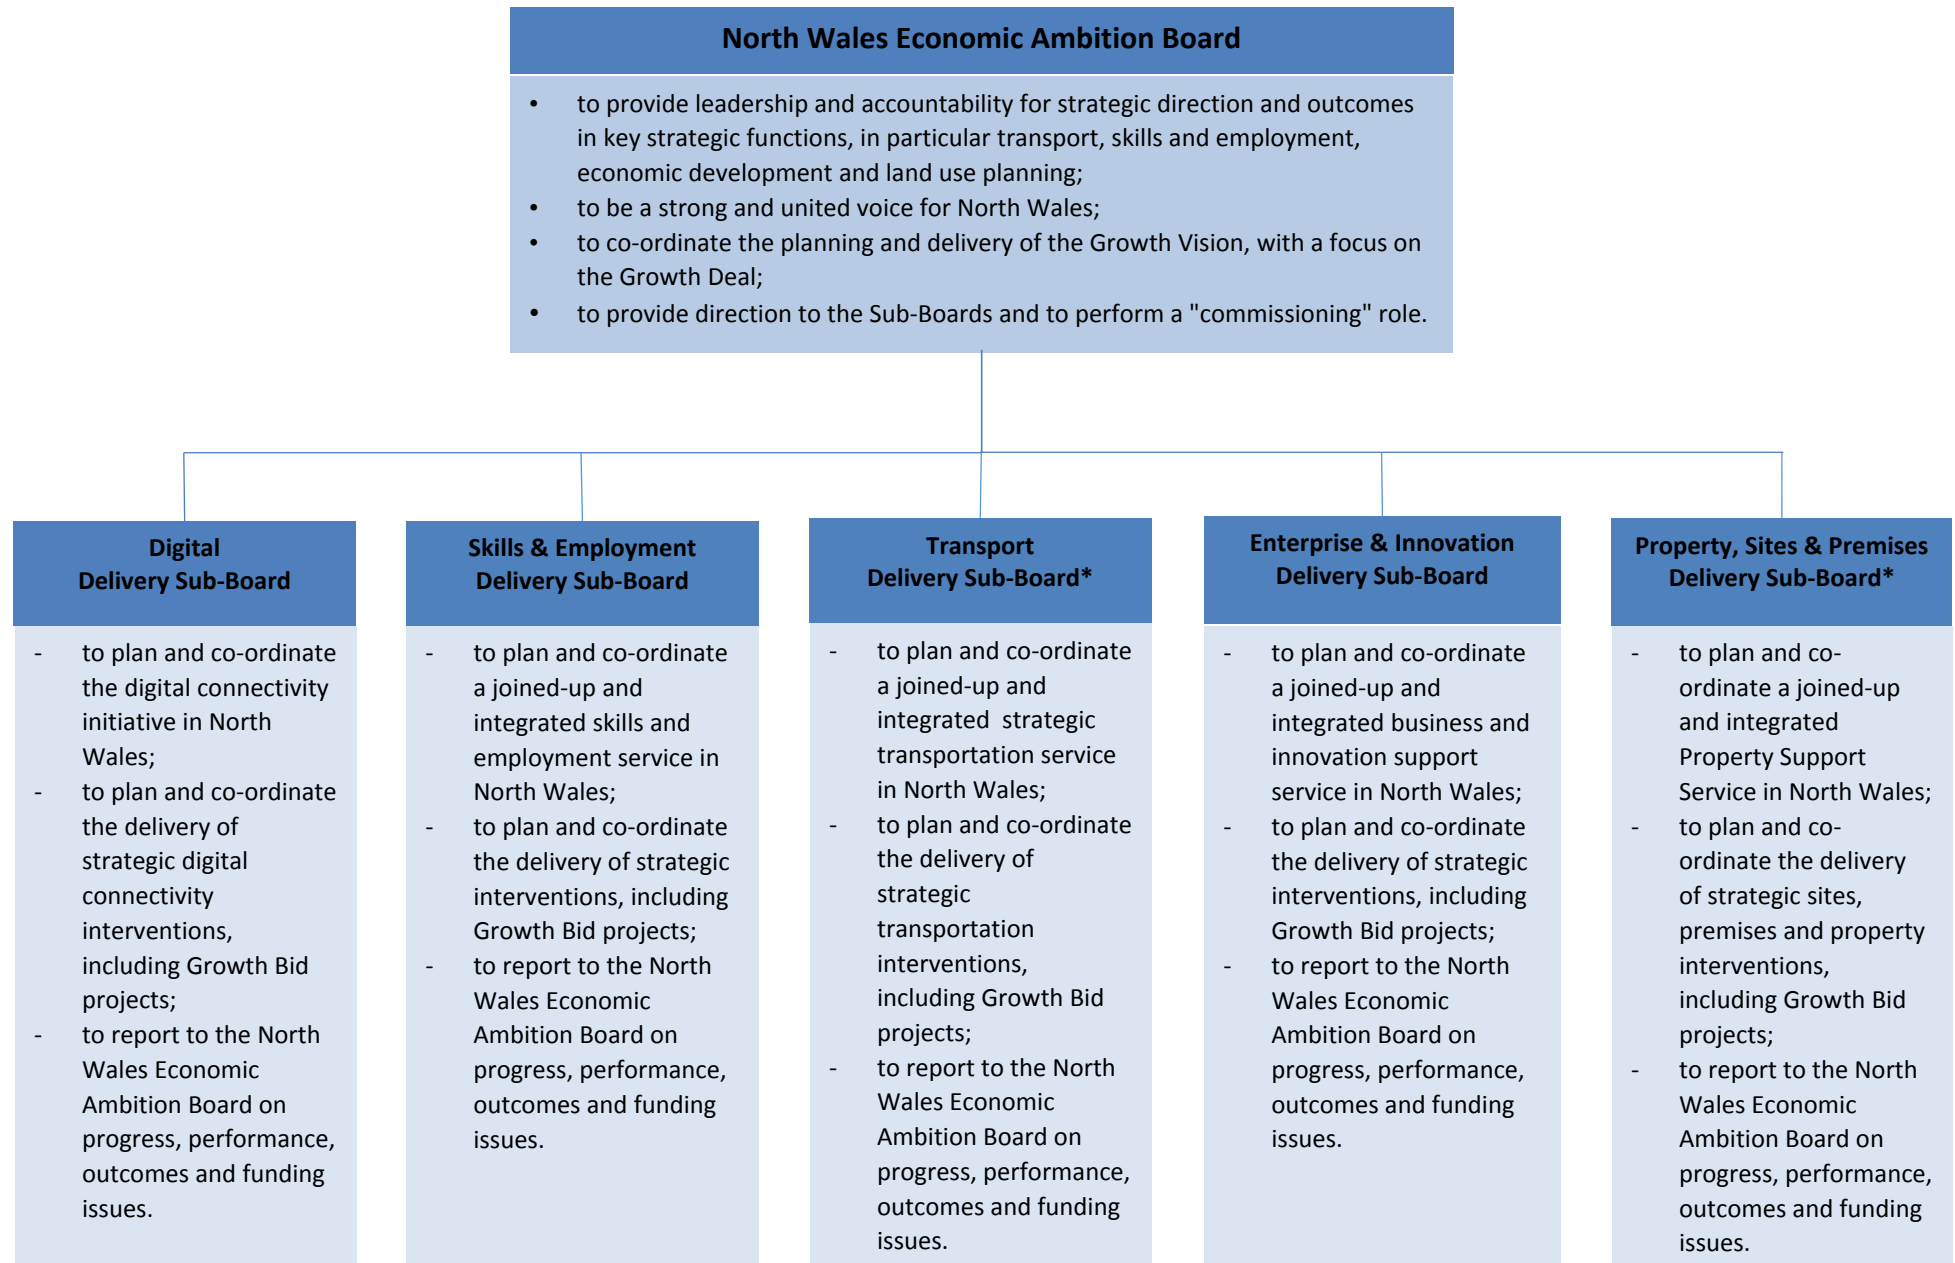 North Wales Economic Ambition Board
• to provide leadership and accountability for strategic direction and outcomes
in key strategic functions, in particular transport, skills and employment,
economic development and land use planning;
• to be a strong and united voice for North Wales;
• to co-ordinate the planning and delivery of the Growth Vision, with a focus on
the Growth Deal;
• to provide direction to the Sub-Boards and to perform a "commissioning" role.
Digital
Delivery Sub-Board
- to plan and co-ordinate
the digital connectivity
initiative in North
Wales;
- to plan and co-ordinate
the delivery of
strategic digital
connectivity
interventions,
including Growth Bid
projects;
- to report to the North
Wales Economic
Ambition Board on
progress, performance,
outcomes and funding
issues.
Skills & Employment
Delivery Sub-Board
- to plan and co-ordinate
a joined-up and
integrated skills and
employment service in
North Wales;
- to plan and co-ordinate
the delivery of strategic
interventions, including
Growth Bid projects;
- to report to the North
Wales Economic
Ambition Board on
progress, performance,
outcomes and funding
issues.
Transport
Delivery Sub-Board*
- to plan and co-ordinate
a joined-up and
integrated strategic
transportation service
in North Wales;
- to plan and co-ordinate
the delivery of
strategic
transportation
interventions,
including Growth Bid
projects;
- to report to the North
Wales Economic
Ambition Board on
progress, performance,
outcomes and funding
issues.
Enterprise & Innovation
Delivery Sub-Board
- to plan and co-ordinate
a joined-up and
integrated business and
innovation support
service in North Wales;
- to plan and co-ordinate
the delivery of strategic
interventions, including
Growth Bid projects;
- to report to the North
Wales Economic
Ambition Board on
progress, performance,
outcomes and funding
issues.
Property, Sites & Premises
Delivery Sub-Board*
- to plan and co-
ordinate a joined-up
and integrated
Property Support
Service in North Wales;
- to plan and co-
ordinate the delivery
of strategic sites,
premises and property
interventions,
including Growth Bid
projects;
- to report to the North
Wales Economic
Ambition Board on
progress, performance,
outcomes and funding
issues.